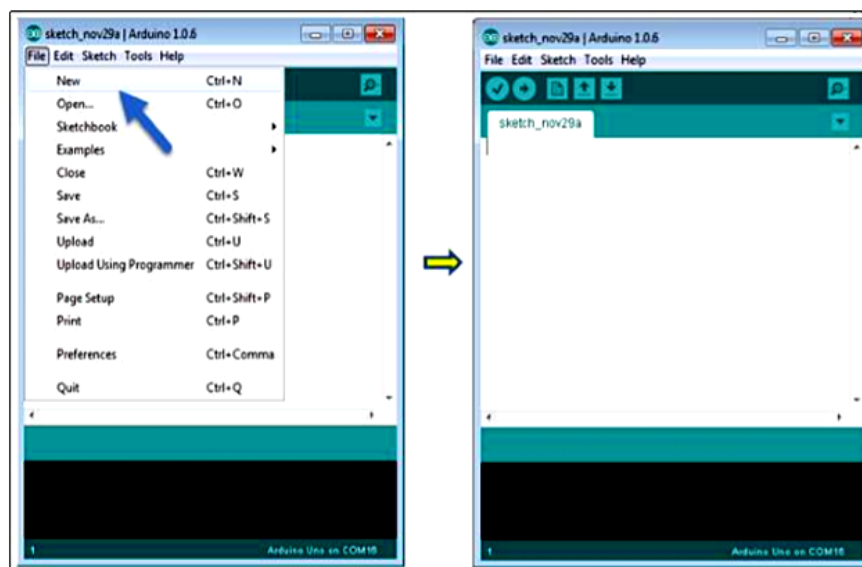 sketch_nov29a | Arduino 1.0.6
File Edit Sketch Tools Help
New Ctrl+N
Open... Ctrl+O
Sketchbook
Examples
Close Ctrl+W
Save Ctrl+S
Save As... Ctrl+Shift+S
Upload Ctrl+U
Upload Using Programmer Ctrl+Shift+U
Page Setup Ctrl+Shift+P
Print Ctrl+P
Preferences Ctrl+Comma
Quit Ctrl+Q
1 Arduino Uno on COM16
sketch_nov29a | Arduino 1.0.6
File Edit Sketch Tools Help
sketch_nov29a
1 Arduino Uno on COM16